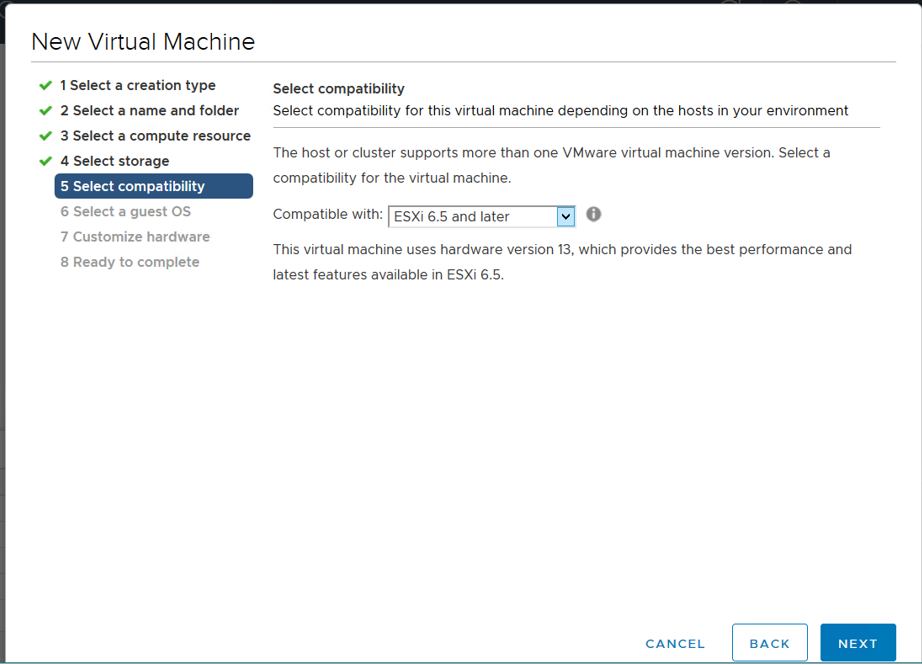 New Virtual Machine
1 Select a creation type
2 Select a name and folder
3 Select a compute resource
4 Select storage
5 Select compatibility
6 Select a guest OS
7 Customize hardware
8 Ready to complete
Select compatibility
Select compatibility for this virtual machine depending on the hosts in your environment
The host or cluster supports more than one VMware virtual machine version. Select a
compatibility for the virtual machine.
Compatible with: ESXi 6.5 and later
This virtual machine uses hardware version 13, which provides the best performance and
latest features available in ESXi 6.5.
CANCEL BACK NEXT